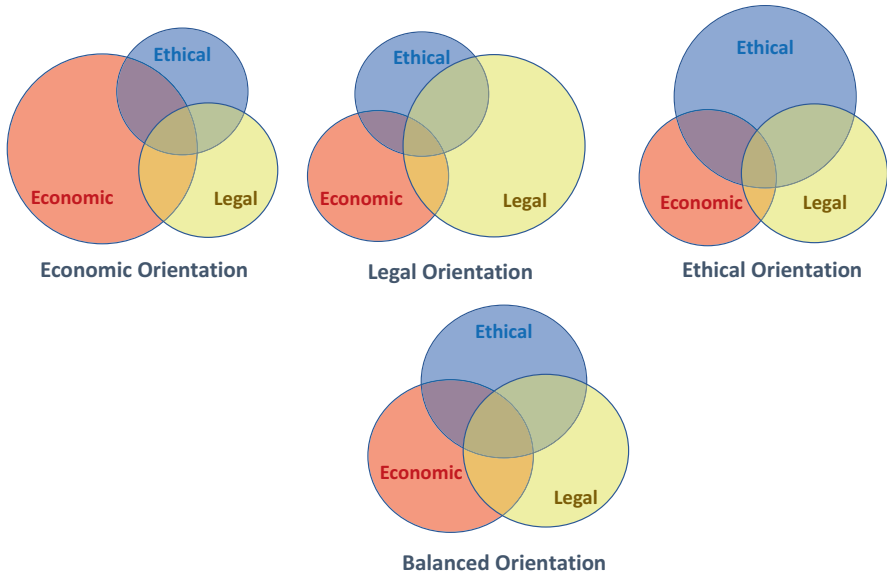 Ethical
Economic
Legal
Economic Orientation
Ethical
Economic
Legal
Legal Orientation
Ethical
Economic
Legal
Ethical Orientation
Ethical
Economic
Legal
Balanced Orientation